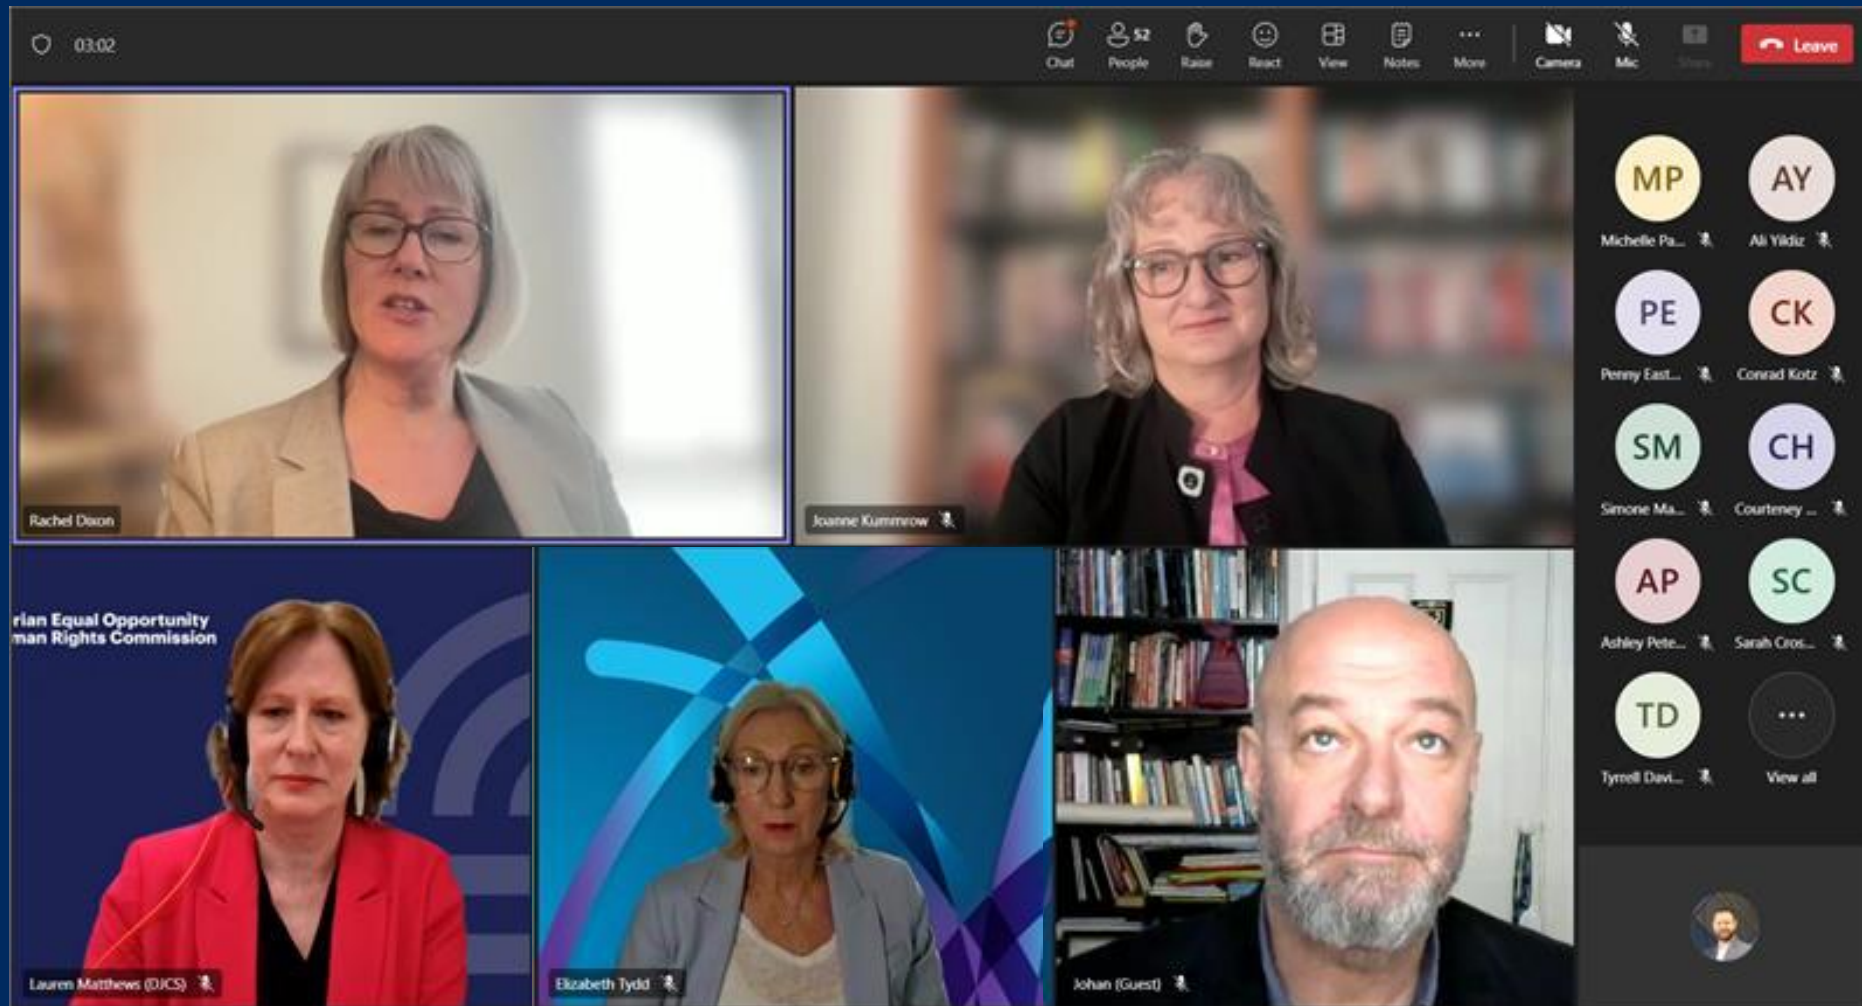 03:02
52
Chat
People
Raise
React
View
Notes
More
Camera
Mic
Share
Leave
Rachel Dixon
Joanne Kummrow
MP
AY
Michelle Pa...
Ali Yildiz
PE
CK
Penny East...
Conrad Kotz
SM
CH
Simone Ma...
Courteney ...
AP
SC
Ashley Pete...
Sarah Cros...
TD
...
Tyrrell Davi...
View all
rian Equal Opportunity
man Rights Commission
Lauren Matthews (DJCS)
Elizabeth Tydd
Johan (Guest)